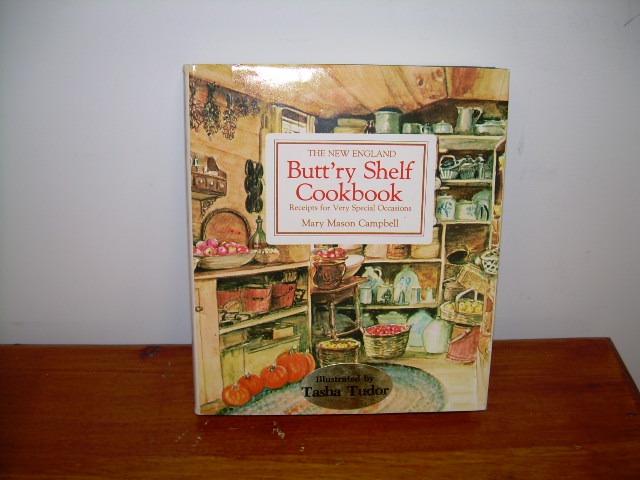 THE NEW ENGLAND
Butt'ry Shelf
Cookbook
Receipts for Very Special Occasions
Mary Mason Campbell
Illustrated by
Tasha Tudor